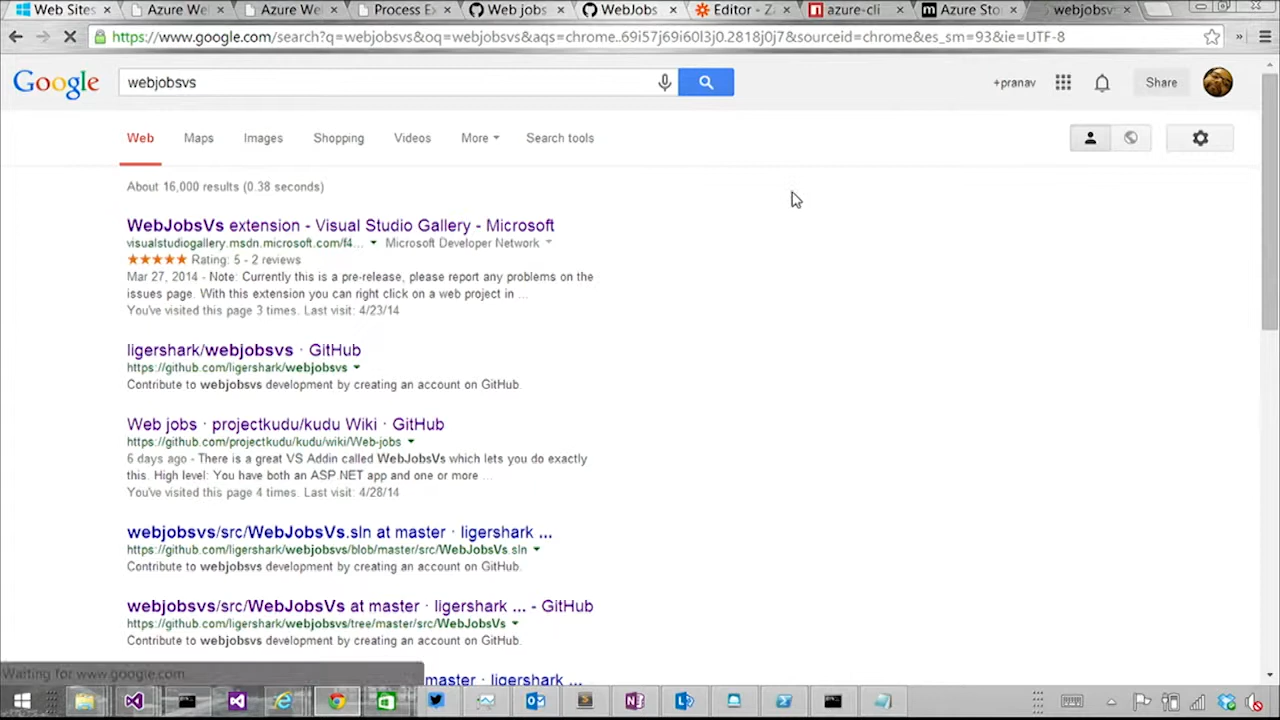 Web Sites
Azure We
Azure We
Process E
Web jobs
WebJobs
Editor - Z
azure-cli
Azure Sto
webjobsv
https://www.google.com/search?q=webjobsvs&oq=webjobsvs&aqs=chrome..69i57j69i60l3j0.2818j0j7&sourceid=chrome&es_sm=93&ie=UTF-8
Google
webjobsvs
+pranav
Share
Web
Maps
Images
Shopping
Videos
More
Search tools
About 16,000 results (0.38 seconds)
WebJobsVs extension - Visual Studio Gallery - Microsoft
visualstudiogallery.msdn.microsoft.com/f4... Microsoft Developer Network
Rating: 5 - 2 reviews
Mar 27, 2014 - Note: Currently this is a pre-release, please report any problems on the
issues page. With this extension you can right click on a web project in ...
You've visited this page 3 times. Last visit: 4/23/14
ligershark/webjobsvs · GitHub
https://github.com/ligershark/webjobsvs
Contribute to webjobsvs development by creating an account on GitHub.
Web jobs · projectkudu/kudu Wiki · GitHub
https://github.com/projectkudu/kudu/wiki/Web-jobs
6 days ago - There is a great VS Addin called WebJobsVs which lets you do exactly
this. High level: You have both an ASP.NET app and one or more ...
You've visited this page 4 times. Last visit: 4/28/14
webjobsvs/src/WebJobsVs.sln at master · ligershark ...
https://github.com/ligershark/webjobsvs/blob/master/src/WebJobsVs.sln
Contribute to webjobsvs development by creating an account on GitHub.
webjobsvs/src/WebJobsVs at master · ligershark ... - GitHub
https://github.com/ligershark/webjobsvs/tree/master/src/WebJobsVs
Contribute to webjobsvs development by creating an account on GitHub.
master · ligershark ...
Waiting for www.google.com